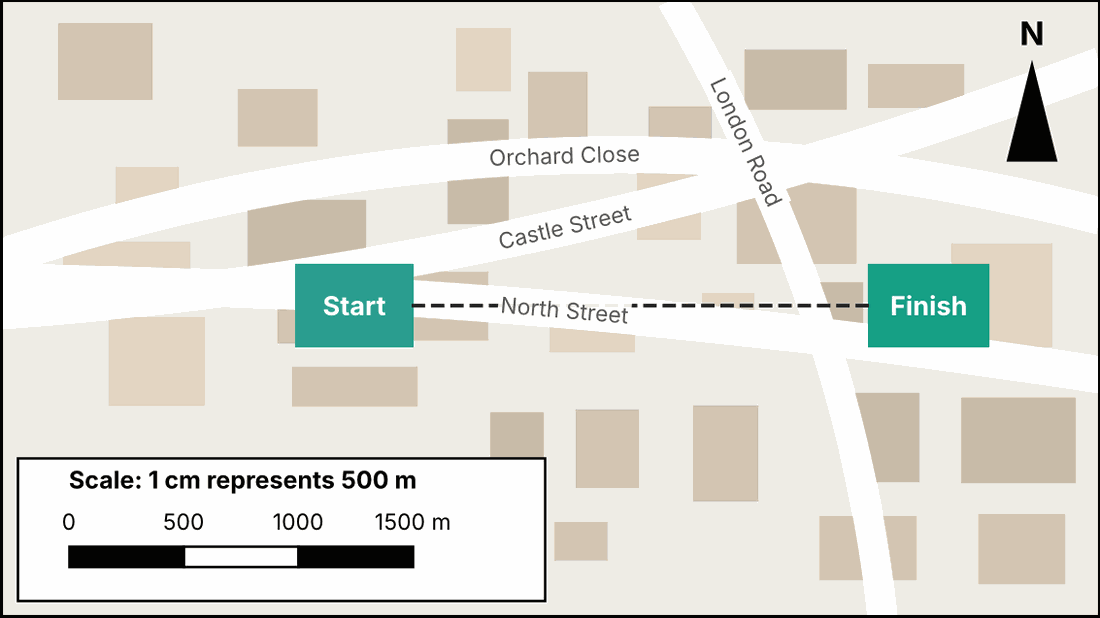 N
London Road
Orchard Close
Castle Street
Start
North Street
Finish
Scale: 1 cm represents 500 m
0 500 1000 1500 m